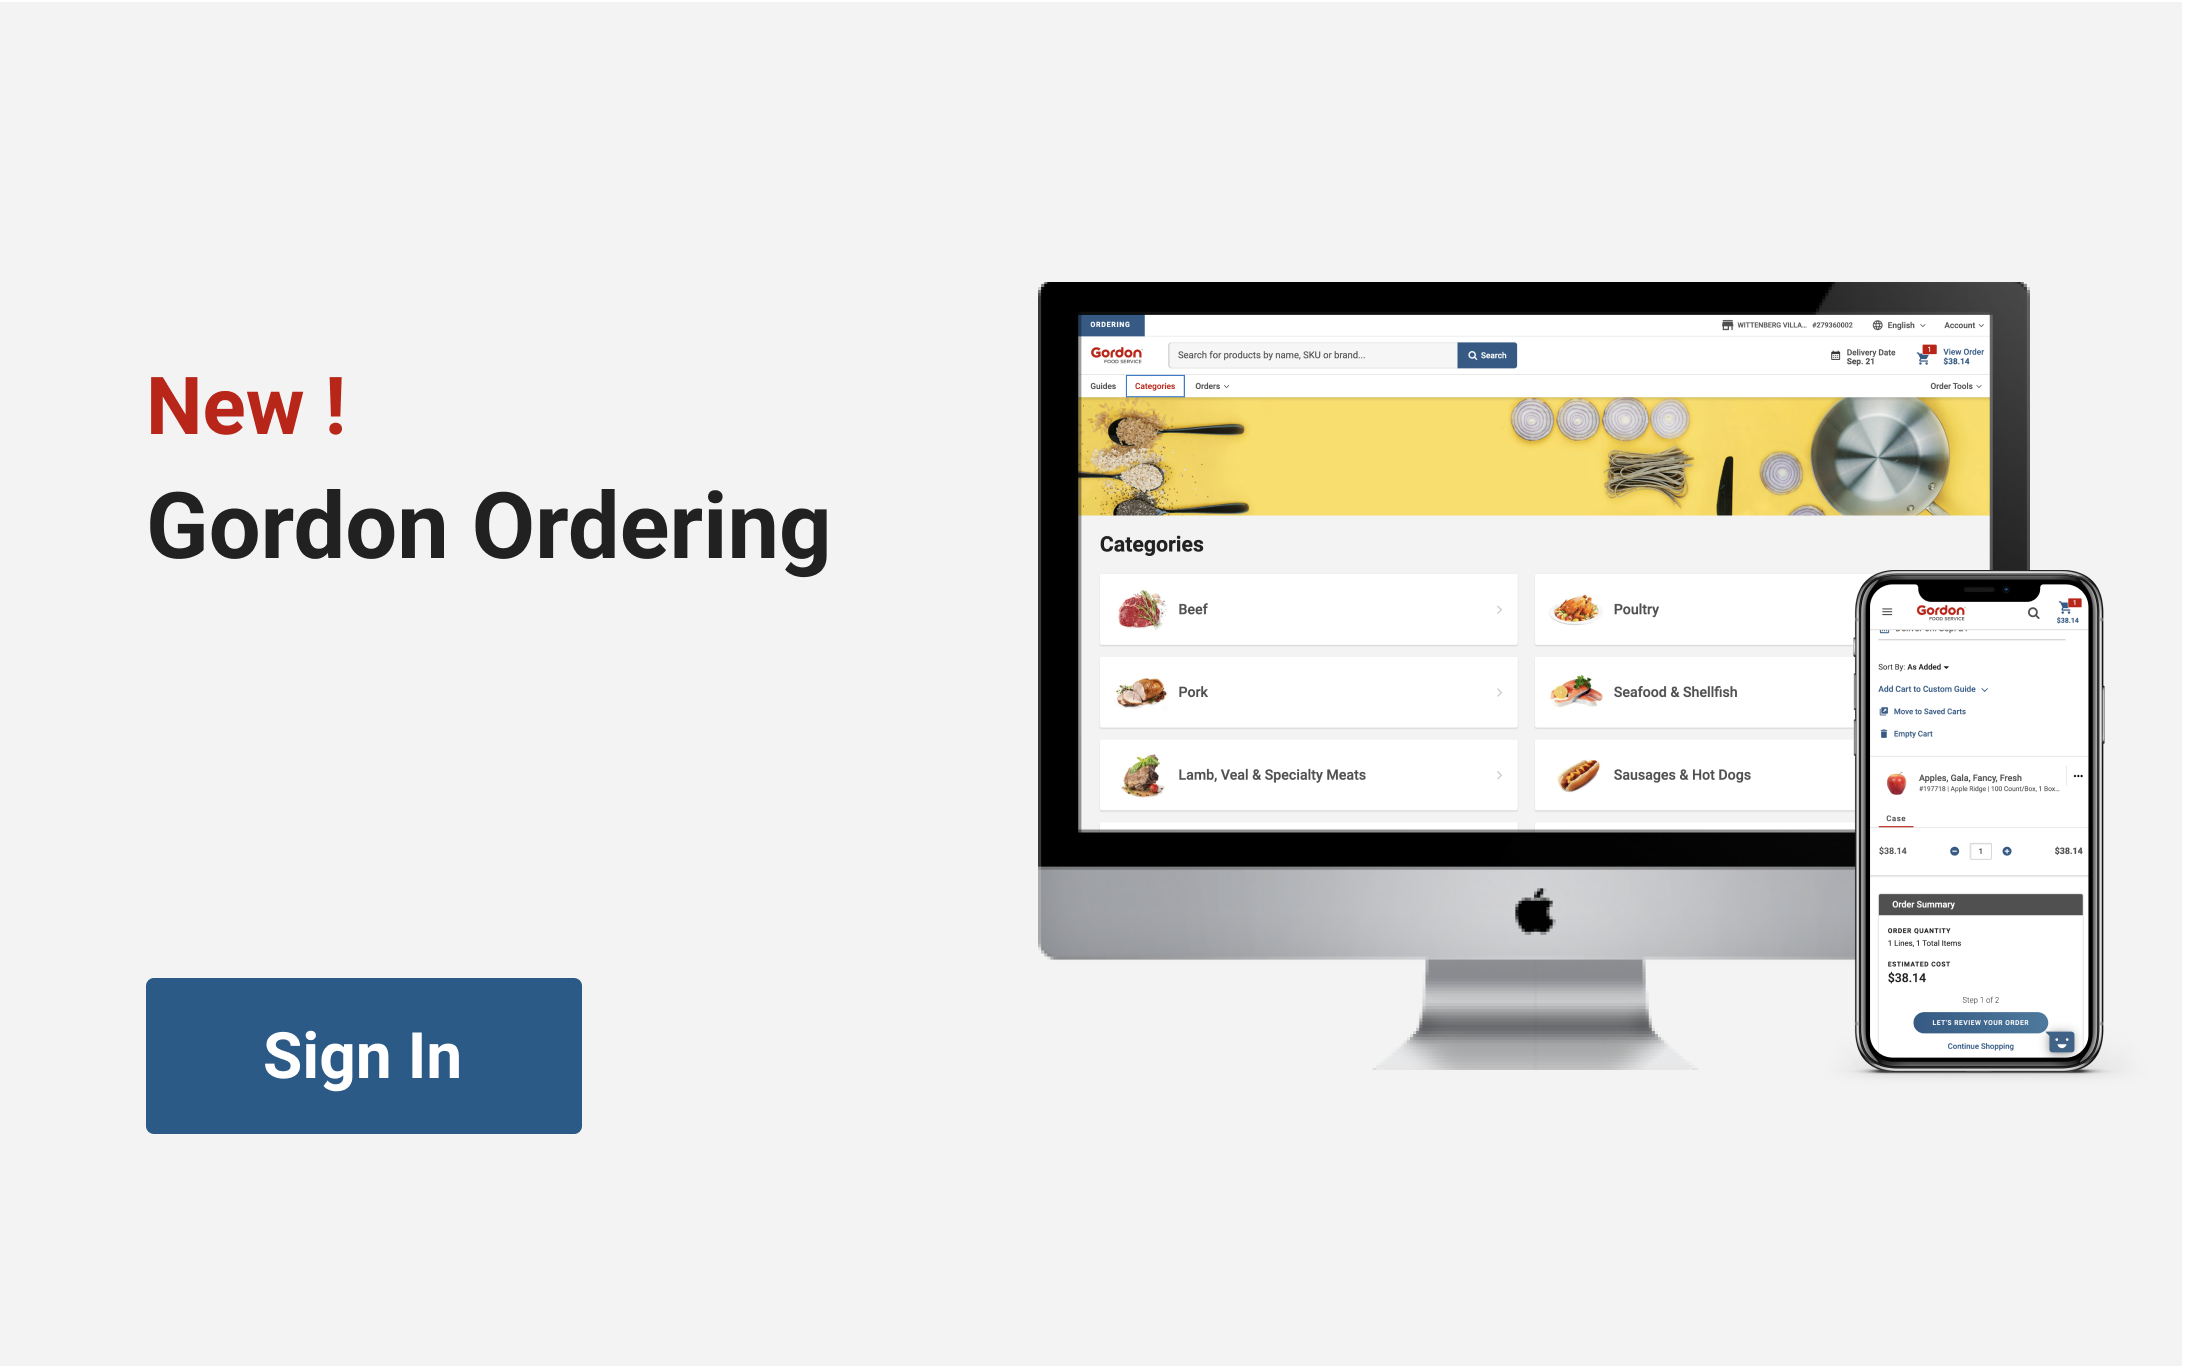 New !
Gordon Ordering
Sign In
ORDERING
WITTENBERG VILLA... #279360002
English
Account
Gordon
FOOD SERVICE
Search for products by name, SKU or brand...
Search
Delivery Date
Sep. 21
1
View Order
$38.14
Guides
Categories
Orders
Order Tools
Categories
Beef
Poultry
Pork
Seafood & Shellfish
Lamb, Veal & Specialty Meats
Sausages & Hot Dogs
Gordon
FOOD SERVICE
1
$38.14
Sort By: As Added
Add Cart to Custom Guide
Move to Saved Carts
Empty Cart
Apples, Gala, Fancy, Fresh
#197718 | Apple Ridge | 100 Count/Box, 1 Box...
Case
$38.14
1
$38.14
Order Summary
ORDER QUANTITY
1 Lines, 1 Total Items
ESTIMATED COST
$38.14
Step 1 of 2
LET'S REVIEW YOUR ORDER
Continue Shopping